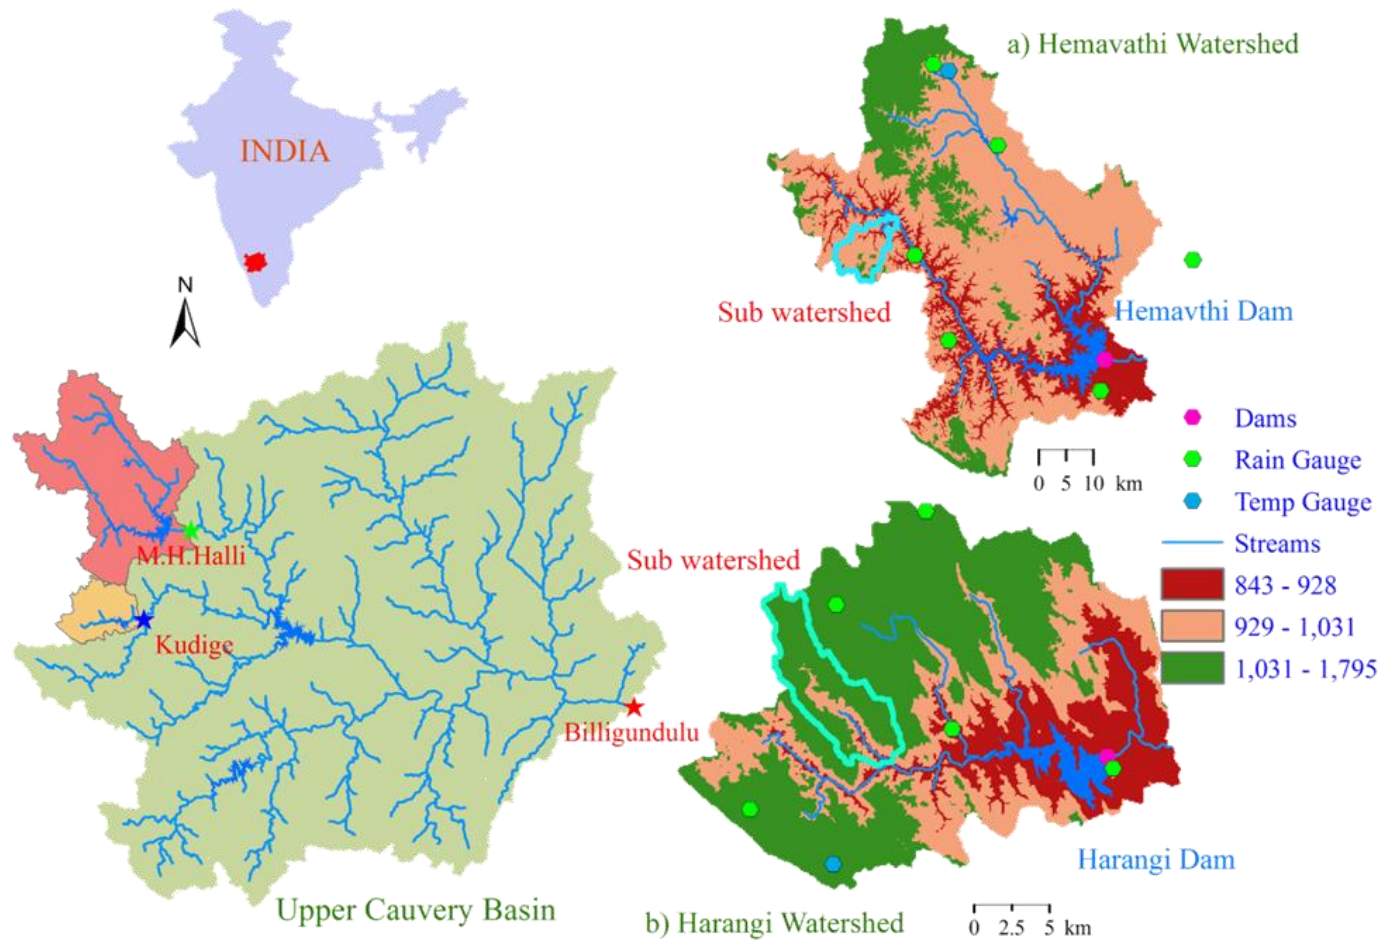 INDIA
N
M.H.Halli
Kudige
Billigundulu
Upper Cauvery Basin
a) Hemavathi Watershed
Sub watershed
Hemavthi Dam
0 5 10 km
Dams
Rain Gauge
Temp Gauge
Streams
843 - 928
929 - 1,031
1,031 - 1,795
Sub watershed
Harangi Dam
b) Harangi Watershed
0 2.5 5 km